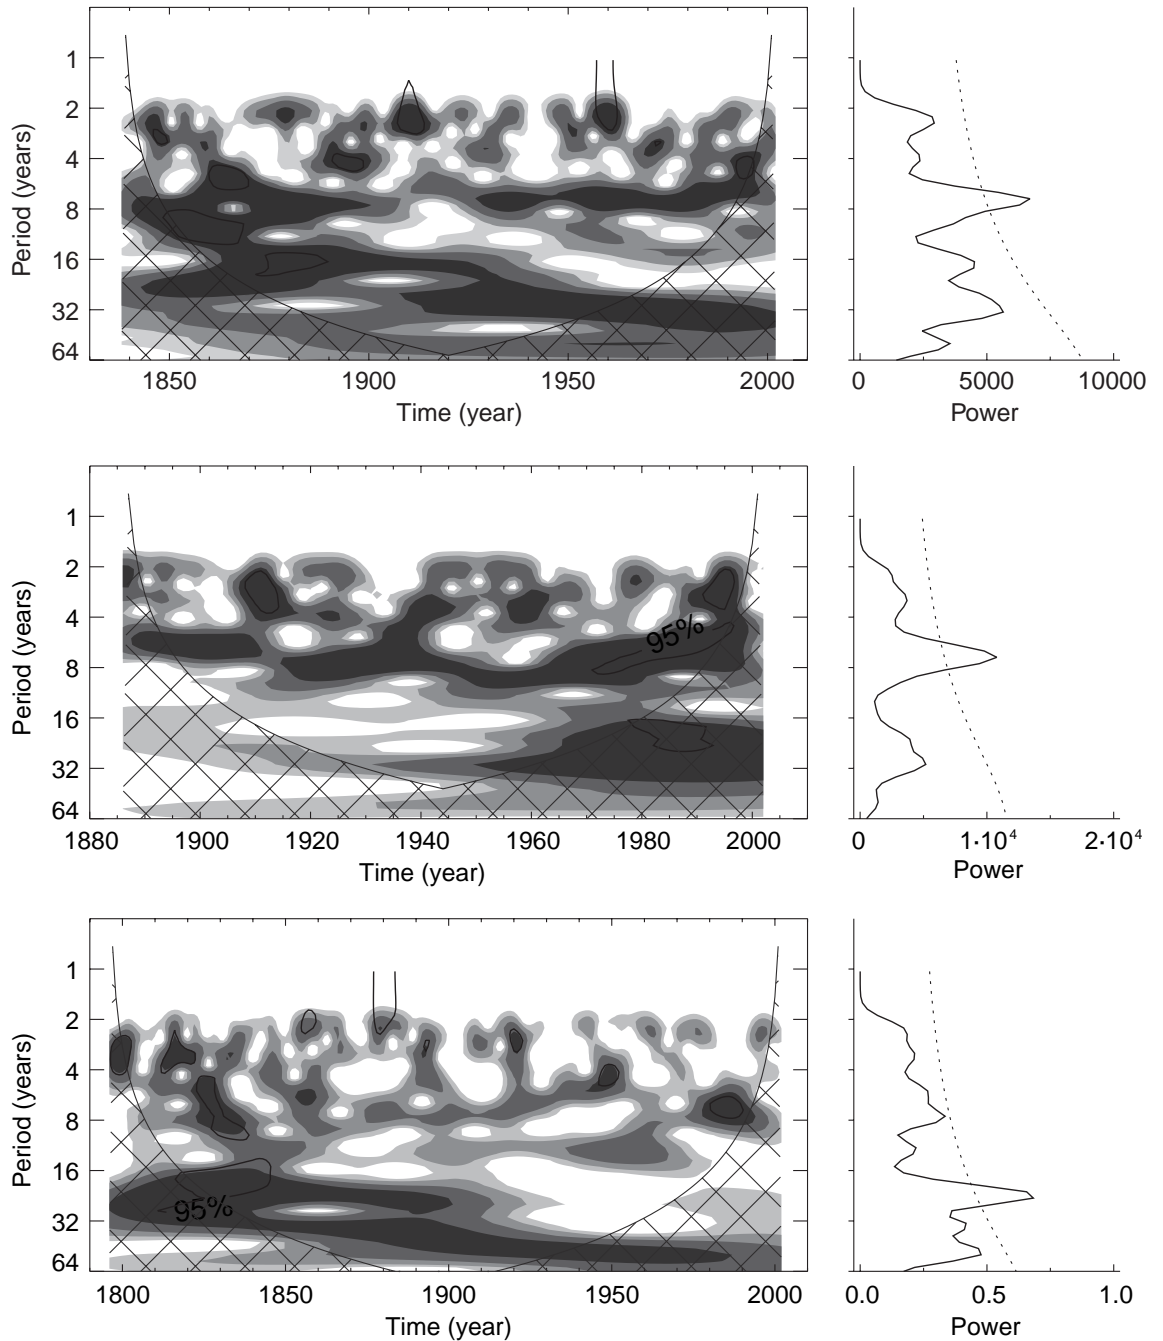 1
2
4
8
16
32
64
Period (years)
1850 1900 1950 2000
Time (year)
0 5000 10000
Power
1
2
4
8
16
32
64
Period (years)
95%
1880 1900 1920 1940 1960 1980 2000
Time (year)
0 1·10⁴ 2·10⁴
Power
1
2
4
8
16
32
64
Period (years)
95%
1800 1850 1900 1950 2000
Time (year)
0.0 0.5 1.0
Power